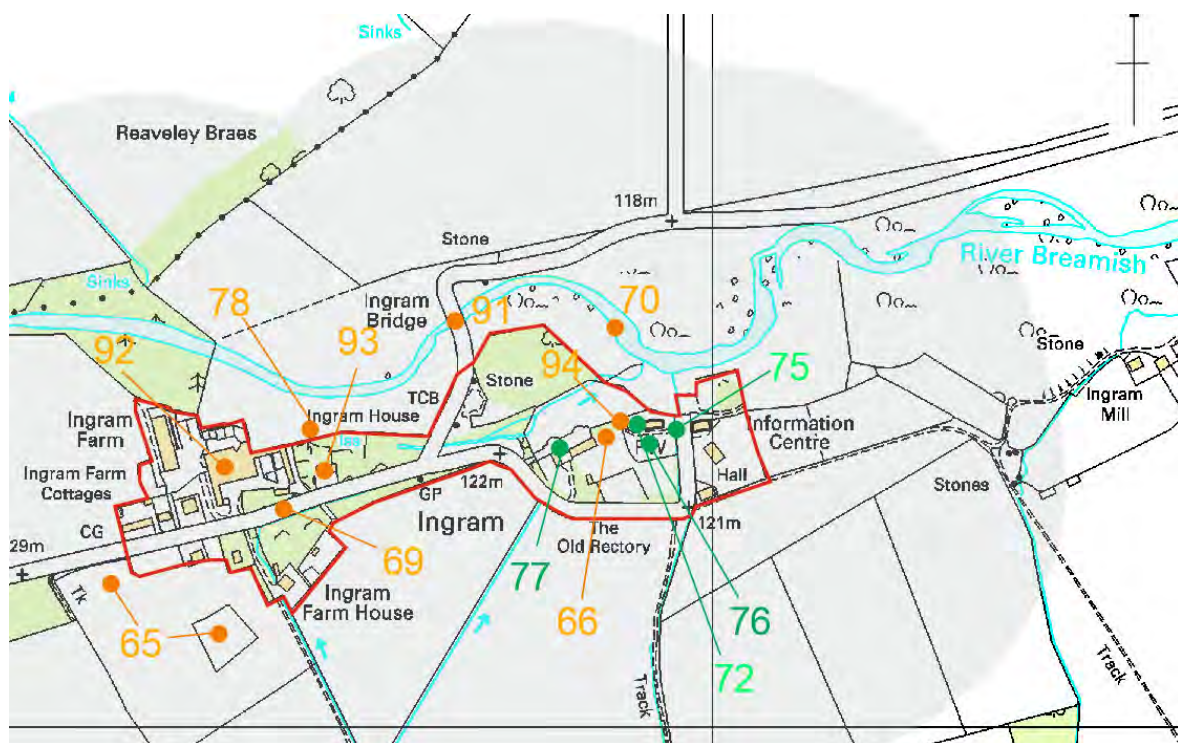 Sinks
Reaveley Braes
118m
Stone
River Breamish
Sinks
78
Ingram
Bridge
91
70
92
93
94
75
Stone
Stone
TCB
Ingram House
Ingram
Mill
Ingram
Farm
Iss
Information
Centre
Ingram Farm
Cottages
122m
GP
Hall
Stones
CG
Ingram
121m
The
Old Rectory
29m
69
77
Tk
Ingram
Farm House
66
76
65
72
Track
Track